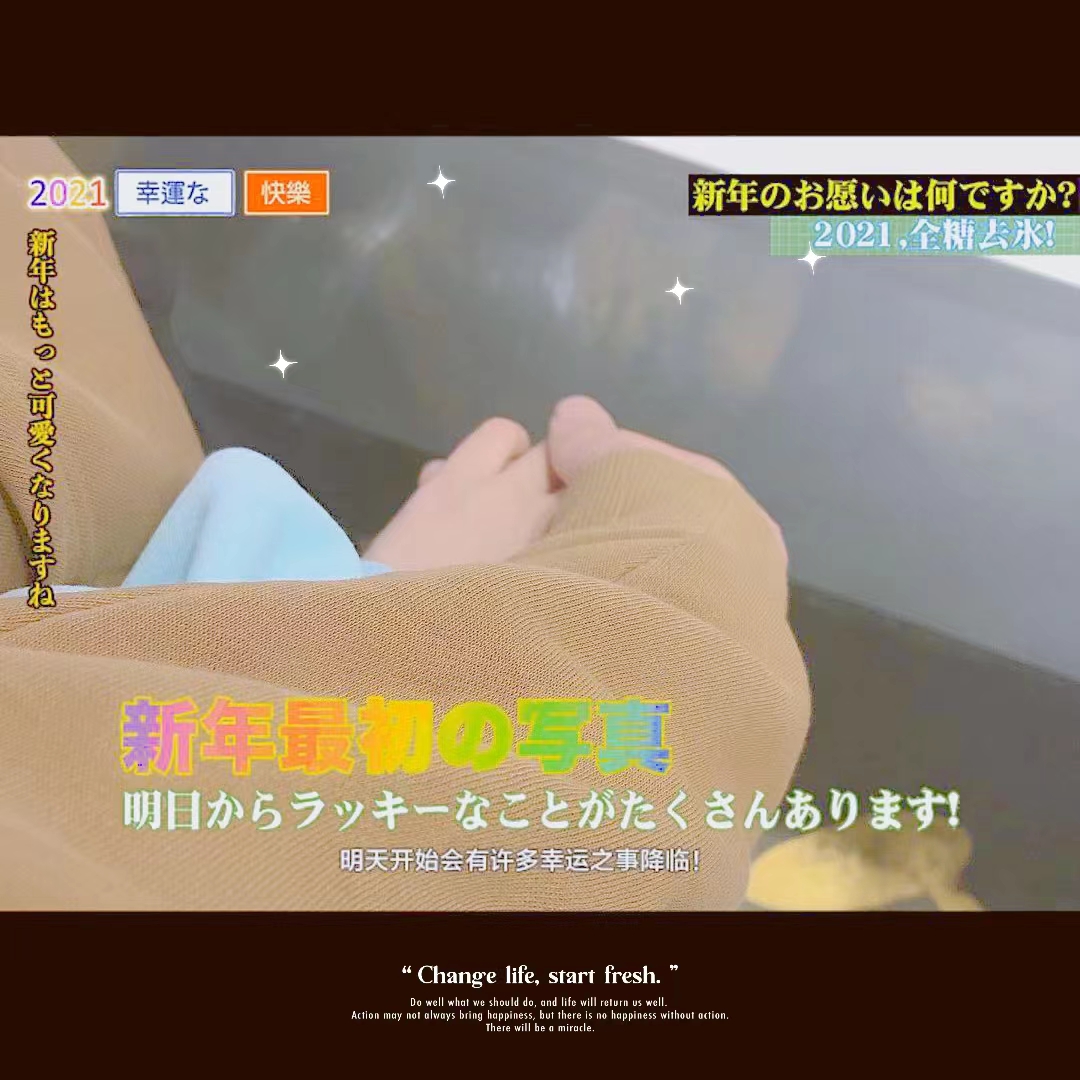 2021 幸運な 快樂
新年のお愿いは何ですか?
2021,全糖去氷!
新年はもっと可愛くなりますね
新年最初の写真
明日からラッキーなことがたくさんあります!
明天开始会有许多幸运之事降临!
“Change life, start fresh.”
Do well what we should do, and life will return us well.
Action may not always bring happiness, but there is no happiness without action.
There will be a miracle.